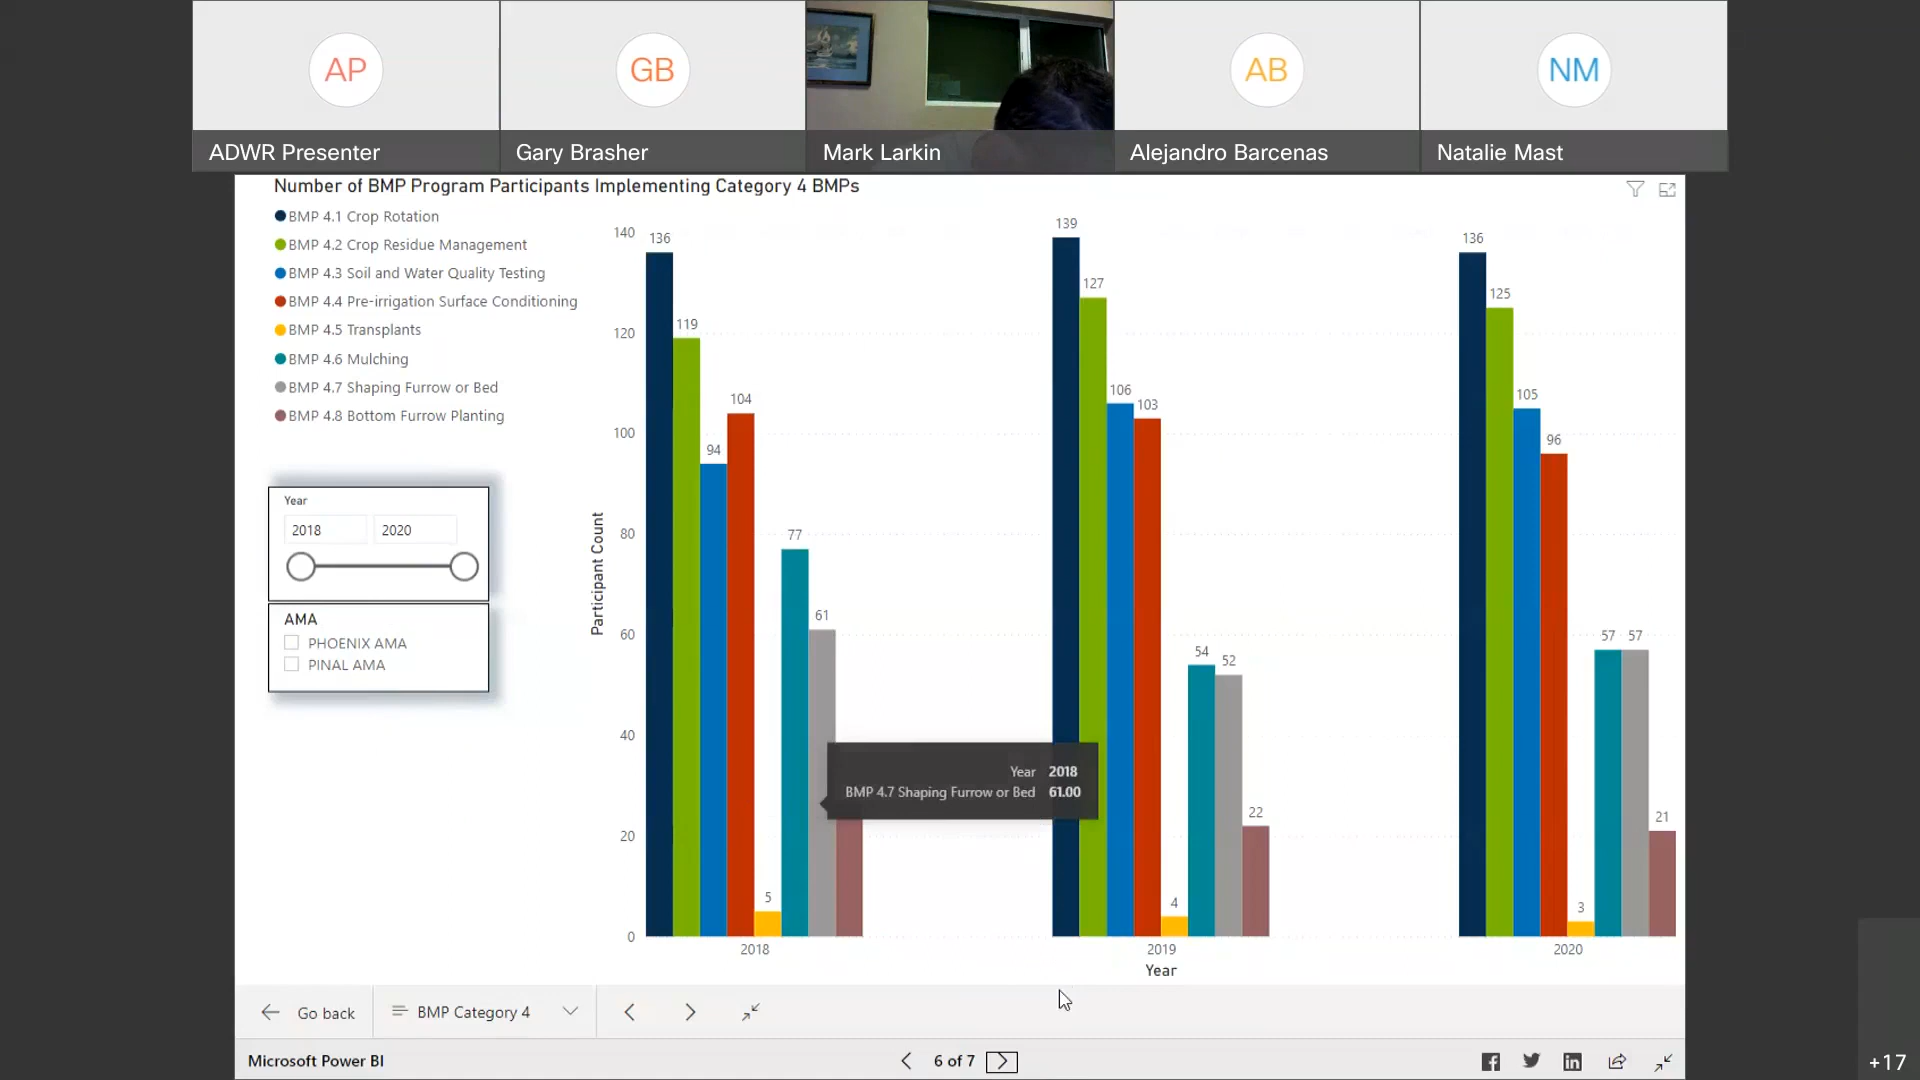 AP
GB
AB
NM
ADWR Presenter
Gary Brasher
Mark Larkin
Alejandro Barcenas
Natalie Mast
Number of BMP Program Participants Implementing Category 4 BMPs
BMP 4.1 Crop Rotation
BMP 4.2 Crop Residue Management
BMP 4.3 Soil and Water Quality Testing
BMP 4.4 Pre-irrigation Surface Conditioning
BMP 4.5 Transplants
BMP 4.6 Mulching
BMP 4.7 Shaping Furrow or Bed
BMP 4.8 Bottom Furrow Planting
Year
2018 2020
AMA
PHOENIX AMA
PINAL AMA
Participant Count
140
120
100
80
60
40
20
0
136
119
94
104
5
77
61
139
127
106
103
4
54
52
22
136
125
105
96
3
57
57
21
Year 2018
BMP 4.7 Shaping Furrow or Bed 61.00
2018
2019
2020
Year
Go back
BMP Category 4
Microsoft Power BI
6 of 7
+17